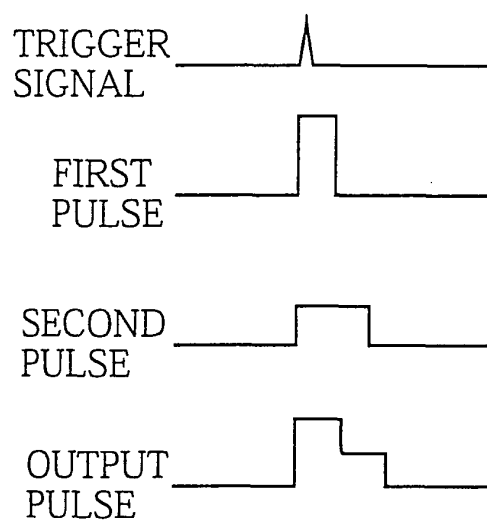 TRIGGER
SIGNAL
FIRST
PULSE
SECOND
PULSE
OUTPUT
PULSE